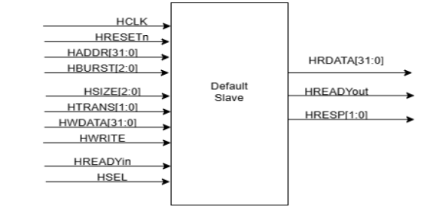 HCLK
HRESETn
HADDR[31:0]
HBURST[2:0]
HSIZE[2:0]
HTRANS[1:0]
HWDATA[31:0]
HWRITE
HREADYin
HSEL
Default
Slave
HRDATA[31:0]
HREADYout
HRESP[1:0]